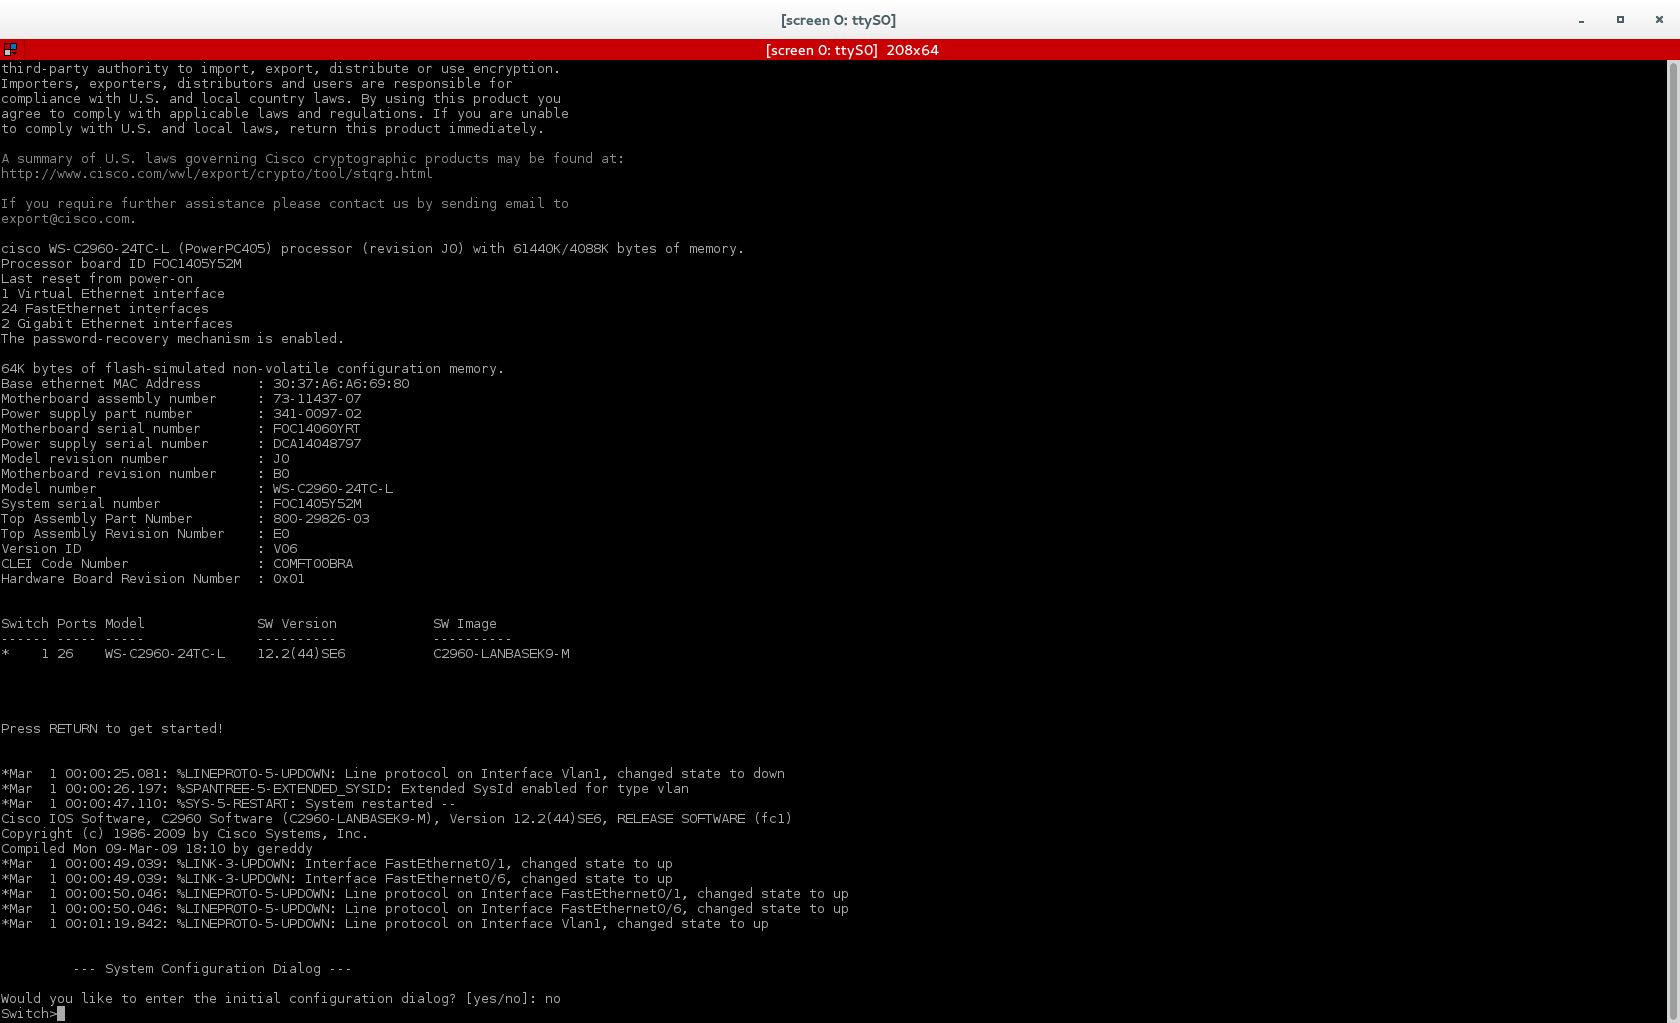 [screen 0: ttyS0]
[screen 0: ttyS0] 208x64
third-party authority to import, export, distribute or use encryption.
Importers, exporters, distributors and users are responsible for
compliance with U.S. and local country laws. By using this product you
agree to comply with applicable laws and regulations. If you are unable
to comply with U.S. and local laws, return this product immediately.
A summary of U.S. laws governing Cisco cryptographic products may be found at:
http://www.cisco.com/wwl/export/crypto/tool/stqrg.html
If you require further assistance please contact us by sending email to
export@cisco.com.
cisco WS-C2960-24TC-L (PowerPC405) processor (revision J0) with 61440K/4088K bytes of memory.
Processor board ID FOC1405Y52M
Last reset from power-on
1 Virtual Ethernet interface
24 FastEthernet interfaces
2 Gigabit Ethernet interfaces
The password-recovery mechanism is enabled.
64K bytes of flash-simulated non-volatile configuration memory.
Base ethernet MAC Address       : 30:37:A6:A6:69:80
Motherboard assembly number     : 73-11437-07
Power supply part number        : 341-0097-02
Motherboard serial number       : FOC14060YRT
Power supply serial number      : DCA14048797
Model revision number           : J0
Motherboard revision number     : B0
Model number                    : WS-C2960-24TC-L
System serial number            : FOC1405Y52M
Top Assembly Part Number        : 800-29826-03
Top Assembly Revision Number    : E0
Version ID                      : V06
CLEI Code Number                : COMFT00BRA
Hardware Board Revision Number  : 0x01
Switch Ports Model              SW Version            SW Image
------ ----- -----              ----------            ----------
*    1 26    WS-C2960-24TC-L    12.2(44)SE6           C2960-LANBASEK9-M
Press RETURN to get started!
*Mar  1 00:00:25.081: %LINEPROTO-5-UPDOWN: Line protocol on Interface Vlan1, changed state to down
*Mar  1 00:00:26.197: %SPANTREE-5-EXTENDED_SYSID: Extended SysId enabled for type vlan
*Mar  1 00:00:47.110: %SYS-5-RESTART: System restarted --
Cisco IOS Software, C2960 Software (C2960-LANBASEK9-M), Version 12.2(44)SE6, RELEASE SOFTWARE (fc1)
Copyright (c) 1986-2009 by Cisco Systems, Inc.
Compiled Mon 09-Mar-09 18:10 by gereddy
*Mar  1 00:00:49.039: %LINK-3-UPDOWN: Interface FastEthernet0/1, changed state to up
*Mar  1 00:00:49.039: %LINK-3-UPDOWN: Interface FastEthernet0/6, changed state to up
*Mar  1 00:00:50.046: %LINEPROTO-5-UPDOWN: Line protocol on Interface FastEthernet0/1, changed state to up
*Mar  1 00:00:50.046: %LINEPROTO-5-UPDOWN: Line protocol on Interface FastEthernet0/6, changed state to up
*Mar  1 00:01:19.842: %LINEPROTO-5-UPDOWN: Line protocol on Interface Vlan1, changed state to up
--- System Configuration Dialog ---
Would you like to enter the initial configuration dialog? [yes/no]: no
Switch>